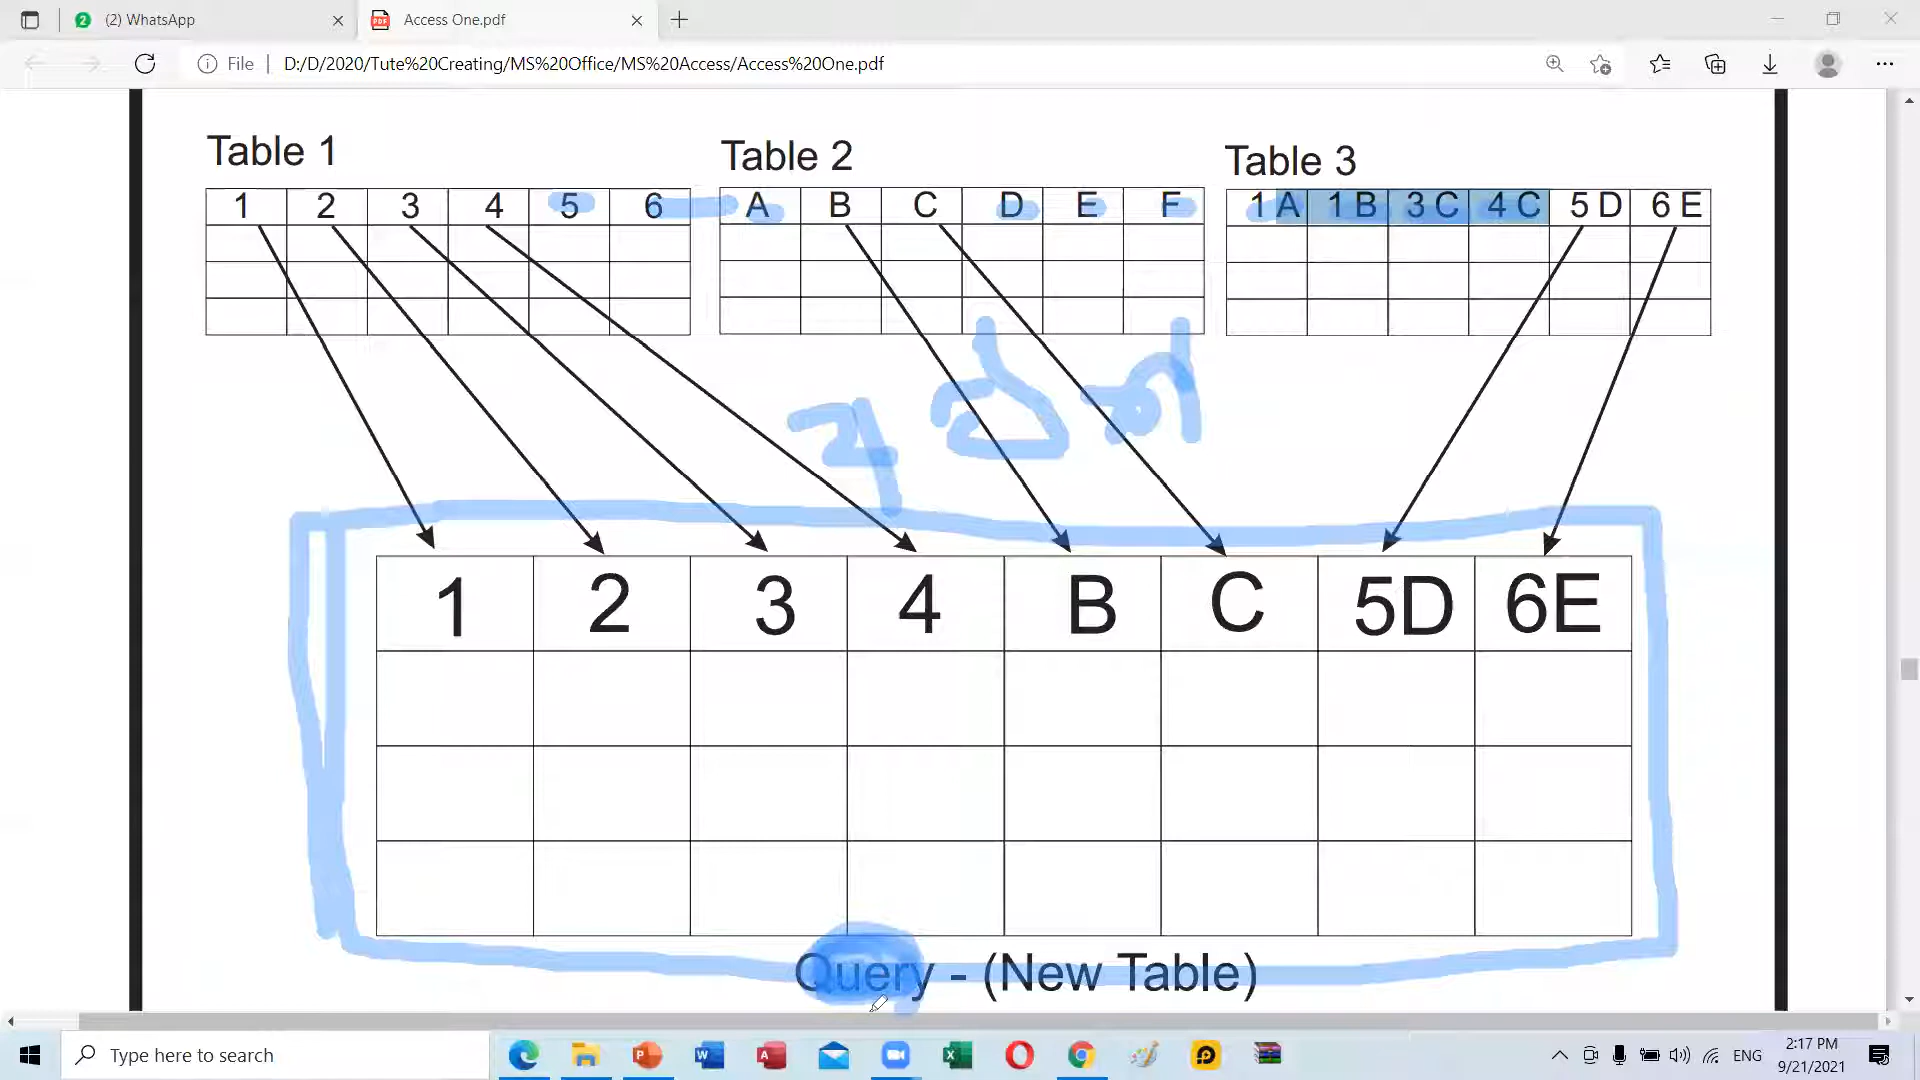 (2) WhatsApp
Access One.pdf
File
D:/D/2020/Tute%20Creating/MS%20Office/MS%20Access/Access%20One.pdf
Table 1
1 2 3 4 5 6
Table 2
A B C D E F
Table 3
1 A 1 B 3 C 4 C 5 D 6 E
1 2 3 4 B C 5D 6E
Query - (New Table)
Type here to search
ENG
2:17 PM
9/21/2021